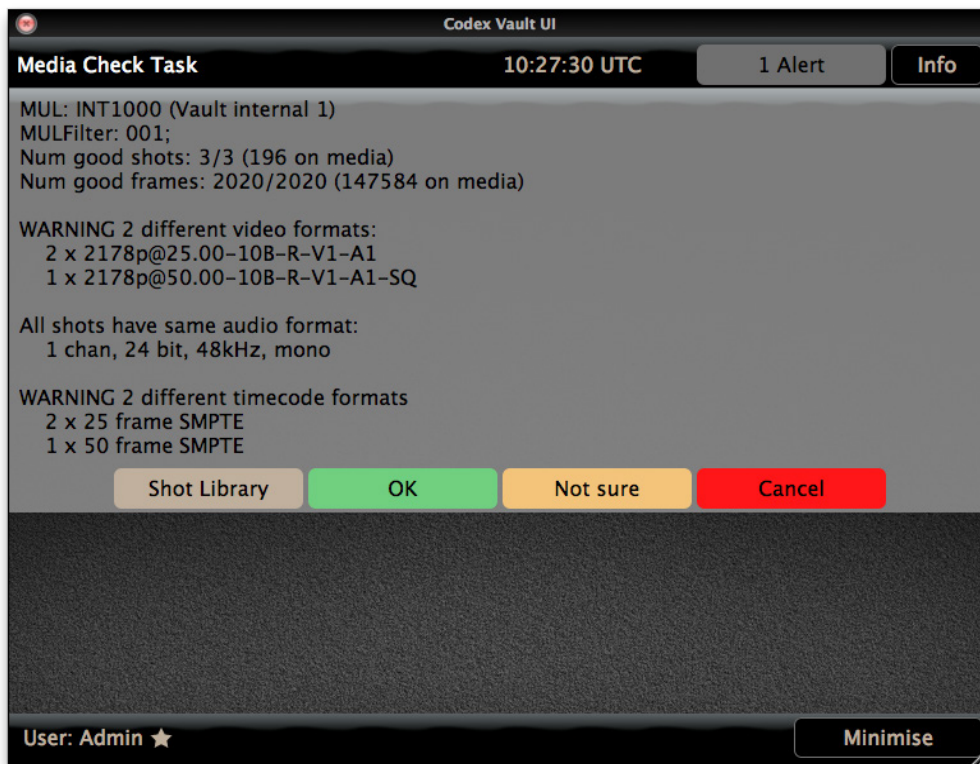 Codex Vault UI
Media Check Task 10:27:30 UTC 1 Alert Info
MUL: INT1000 (Vault internal 1)
MULFilter: 001;
Num good shots: 3/3 (196 on media)
Num good frames: 2020/2020 (147584 on media)
WARNING 2 different video formats:
2 x 2178p@25.00-10B-R-V1-A1
1 x 2178p@50.00-10B-R-V1-A1-SQ
All shots have same audio format:
1 chan, 24 bit, 48kHz, mono
WARNING 2 different timecode formats
2 x 25 frame SMPTE
1 x 50 frame SMPTE
Shot Library OK Not sure Cancel
User: Admin ★ Minimise